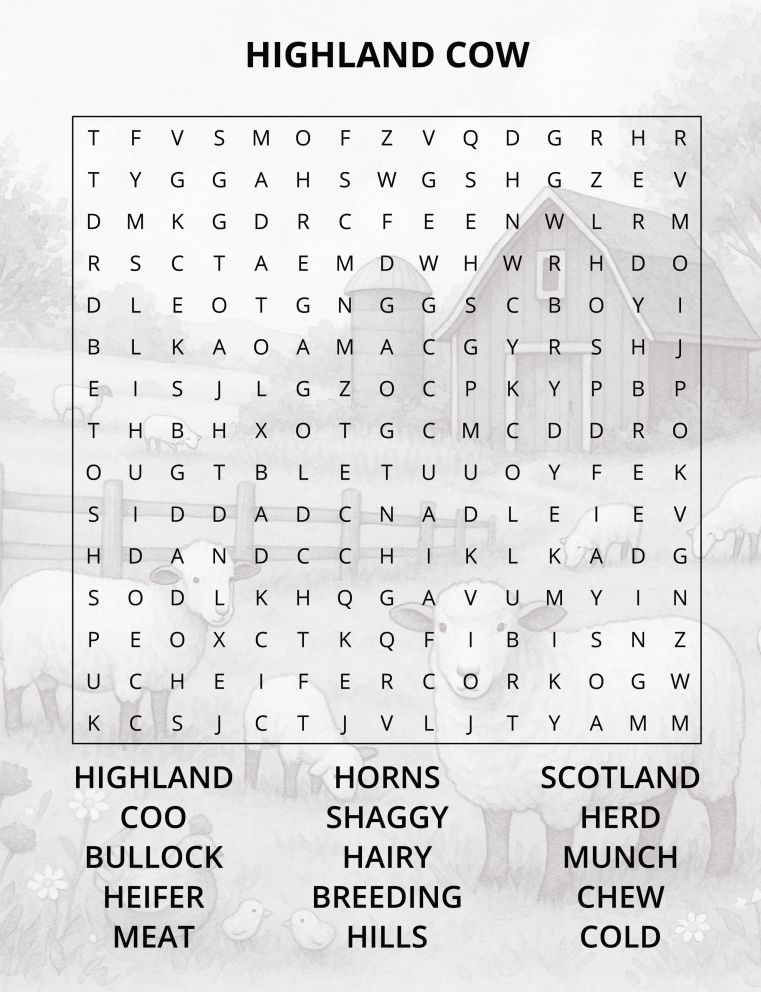 HIGHLAND COW
T F V S M O F Z V Q D G R H R
T Y G G A H S W G S H G Z E V
D M K G D R C F E E N W L R M
R S C T A E M D W H W R H D O
D L E O T G N G G S C B O Y I
B L K A O A M A C G Y R S H J
E I S J L G Z O C P K Y P B P
T H B H X O T G C M C D D R O
O U G T B L E T U U O Y F E K
S I D D A D C N A D L E I E V
H D A N D C C H I K L K A D G
S O D L K H Q G A V U M Y I N
P E O X C T K Q F I B I S N Z
U C H E I F E R C O R K O G W
K C S J C T J V L J T Y A M M
HIGHLAND HORNS SCOTLAND
COO SHAGGY HERD
BULLOCK HAIRY MUNCH
HEIFER BREEDING CHEW
MEAT HILLS COLD